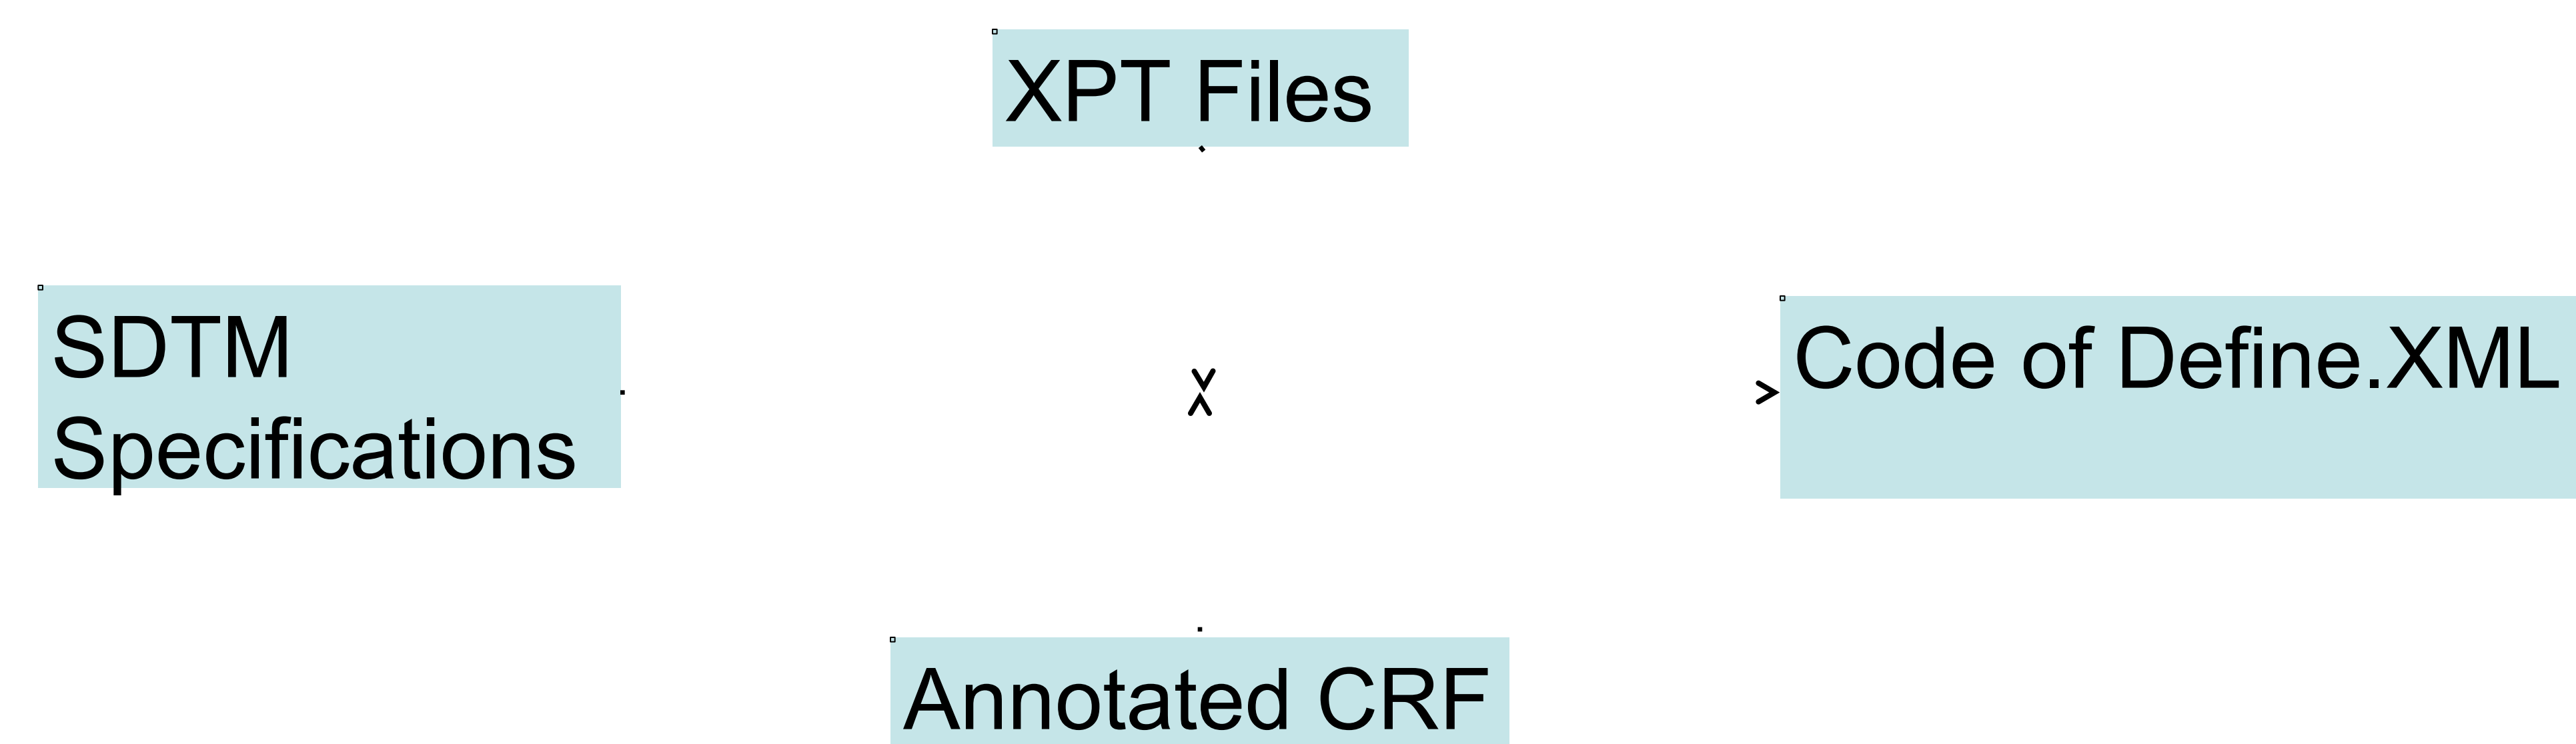 XPT Files
SDTM
Specifications
Code of Define.XML
Annotated CRF